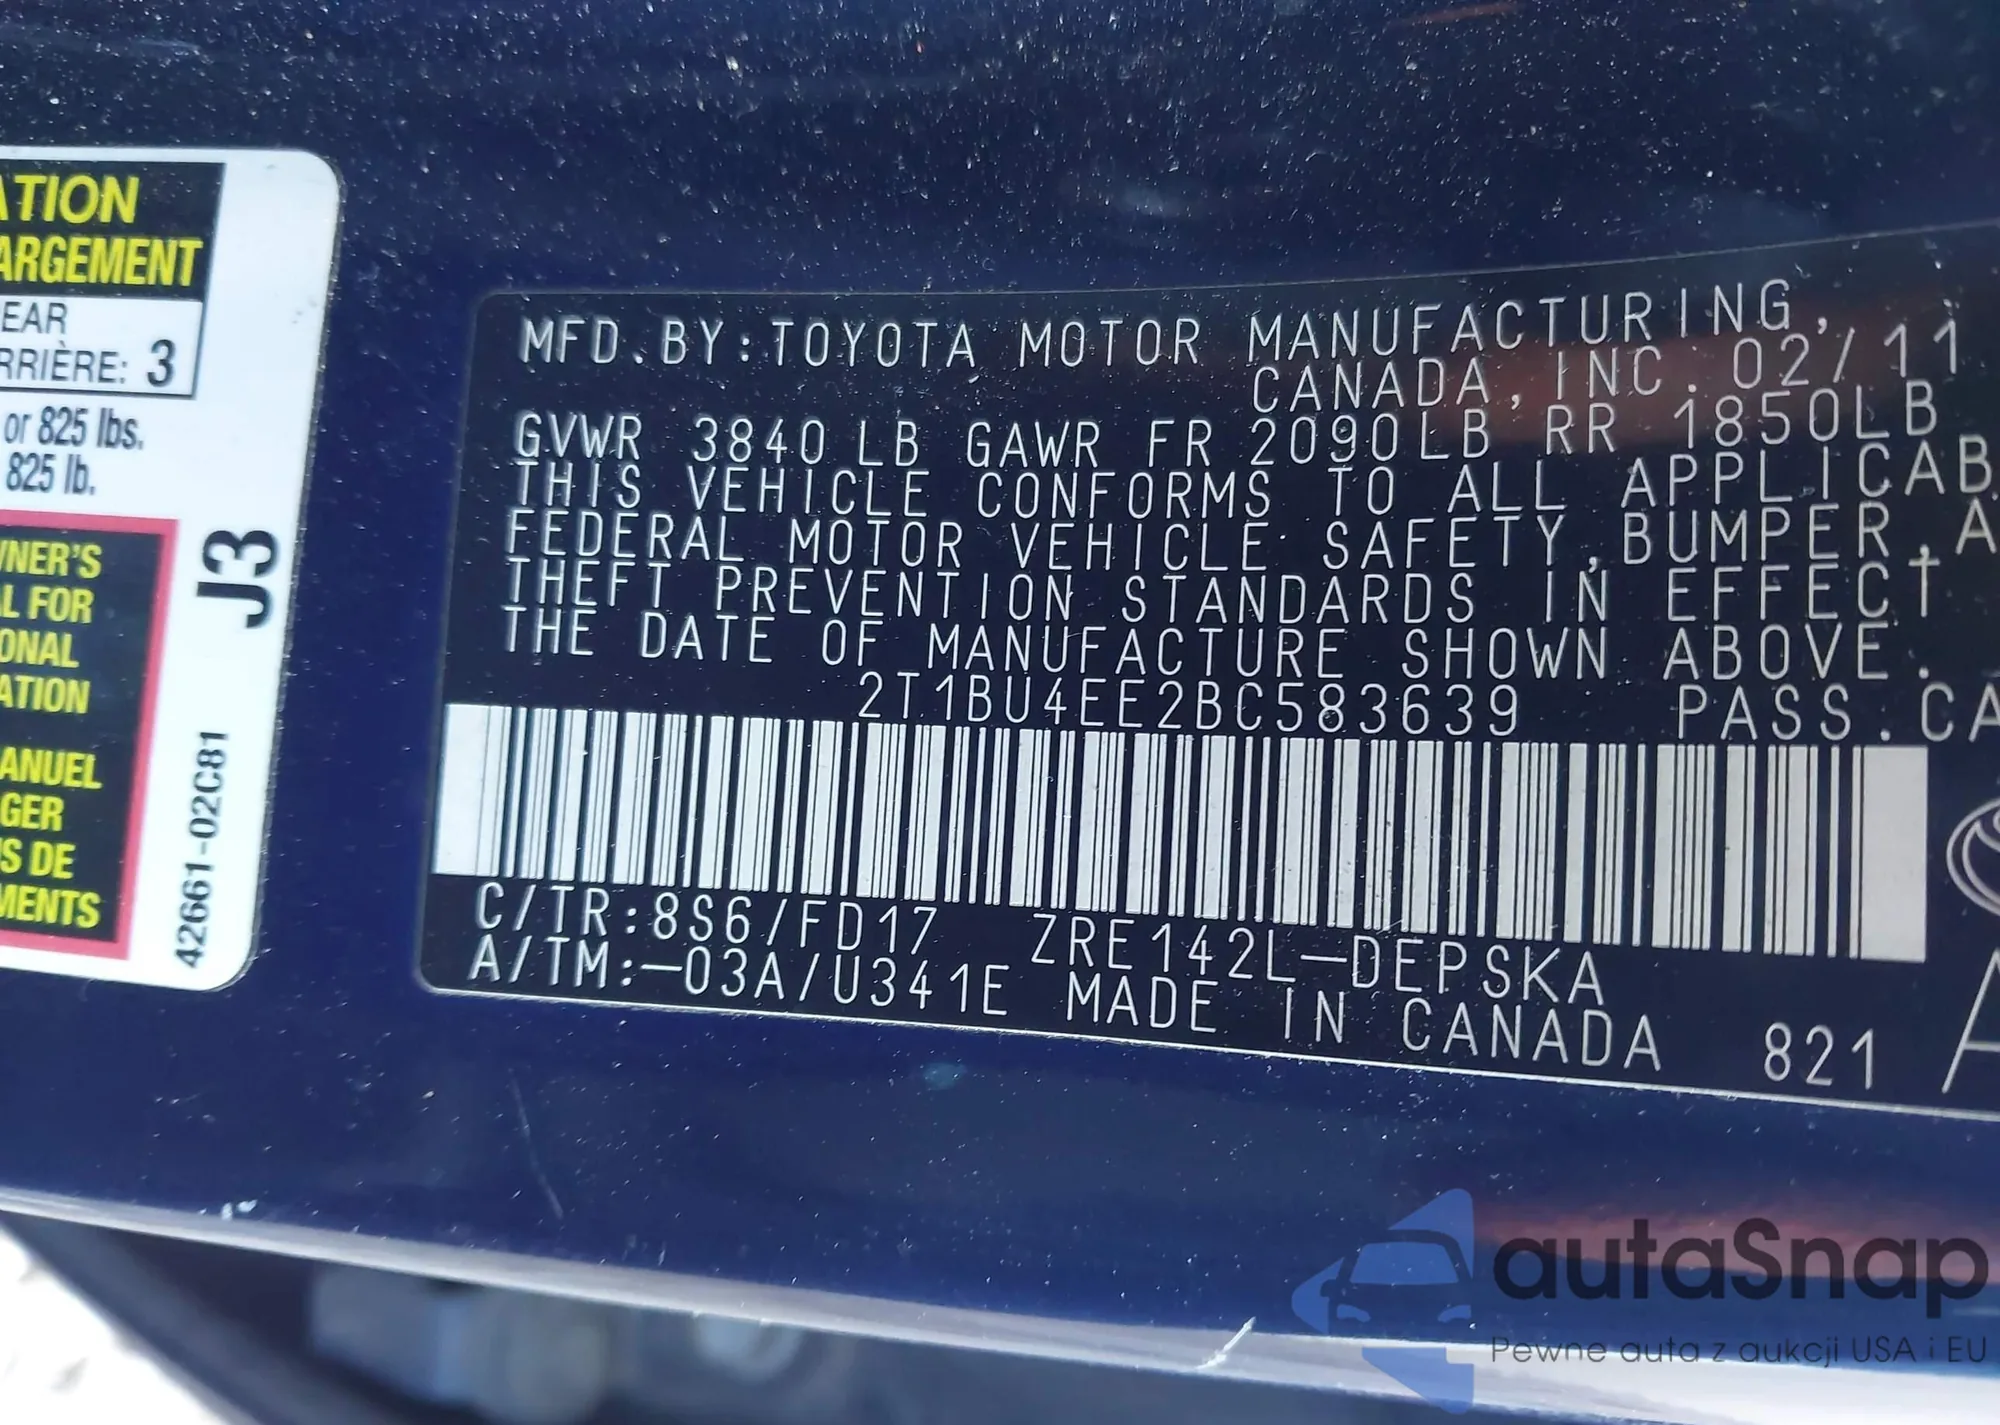 ATION
ARGEMENT
EAR
RRIÈRE: 3
or 825 lbs.
825 lb.
WNER'S
AL FOR
ONAL
ATION
ANUEL
GER
US DE
MENTS
J3
42661-02C81
MFD.BY:TOYOTA MOTOR MANUFACTURING,
CANADA,INC. 02/11
GVWR 3840LB GAWR FR 2090LB RR 1850LB
THIS VEHICLE CONFORMS TO ALL APPLICAB
FEDERAL MOTOR VEHICLE SAFETY,BUMPER,A
THEFT PREVENTION STANDARDS IN EFFECT
THE DATE OF MANUFACTURE SHOWN ABOVE.
2T1BU4EE2BC583639 PASS.CA
C/TR:8S6/FD17 ZRE142L-DEPSKA
A/TM:-03A/U341E MADE IN CANADA 821 A
autaSnap
Pewne auta z aukcji USA i EU